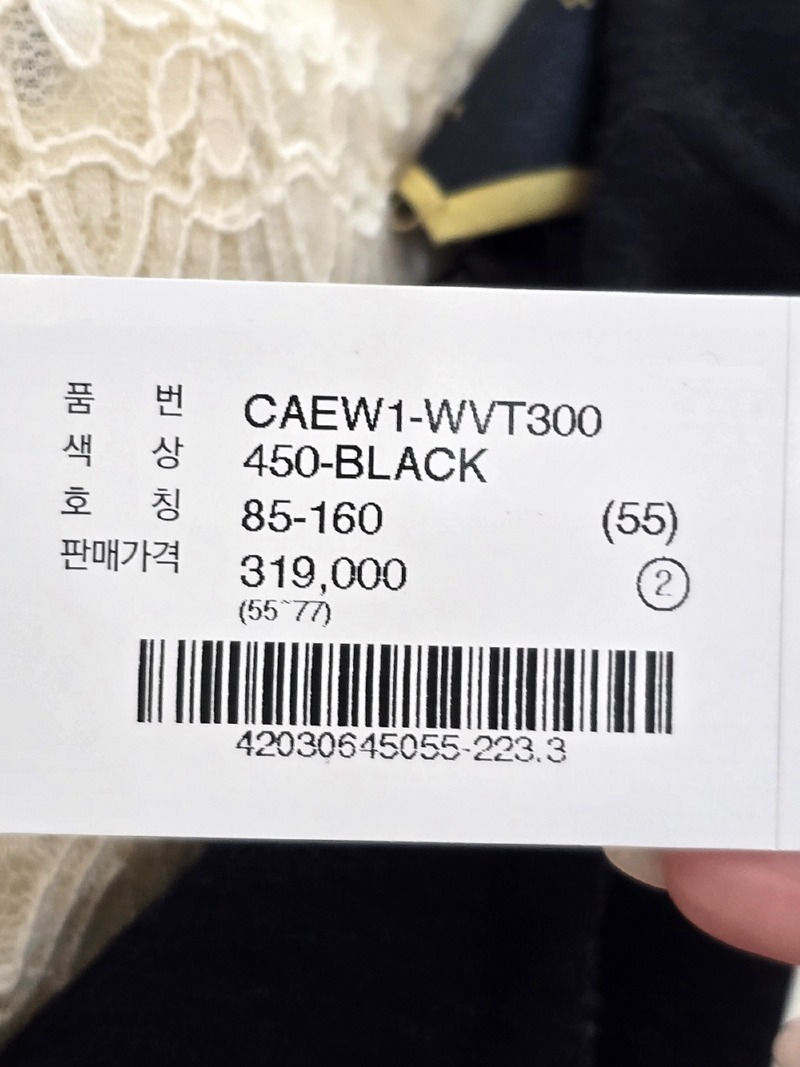 품 번 CAEW1-WVT300
색 상 450-BLACK
호 칭 85-160 (55)
판매가격 319,000 ②
(55~77)
42030645055-223.3